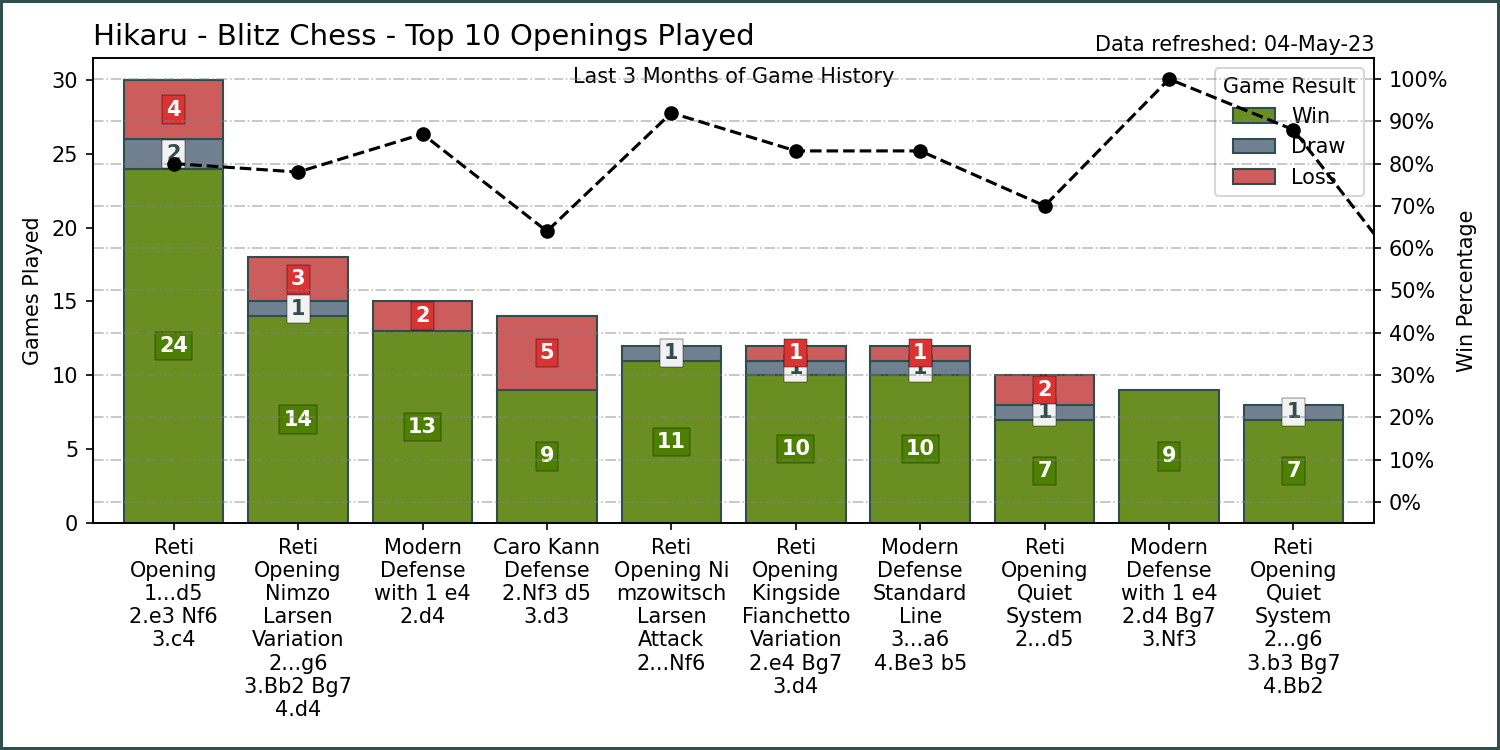 Hikaru - Blitz Chess - Top 10 Openings Played
Data refreshed: 04-May-23
Last 3 Months of Game History
Game Result
Win
Draw
Loss
Games Played
30
25
20
15
10
5
0
Win Percentage
100%
90%
80%
70%
60%
50%
40%
30%
20%
10%
0%
4
2
24
3
1
14
2
13
5
9
1
11
1
1
10
1
1
10
2
1
7
9
1
7
Reti
Opening
1...d5
2.e3 Nf6
3.c4
Reti
Opening
Nimzo
Larsen
Variation
2...g6
3.Bb2 Bg7
4.d4
Modern
Defense
with 1 e4
2.d4
Caro Kann
Defense
2.Nf3 d5
3.d3
Reti
Opening Ni
mzowitsch
Larsen
Attack
2...Nf6
Reti
Opening
Kingside
Fianchetto
Variation
2.e4 Bg7
3.d4
Modern
Defense
Standard
Line
3...a6
4.Be3 b5
Reti
Opening
Quiet
System
2...d5
Modern
Defense
with 1 e4
2.d4 Bg7
3.Nf3
Reti
Opening
Quiet
System
2...g6
3.b3 Bg7
4.Bb2